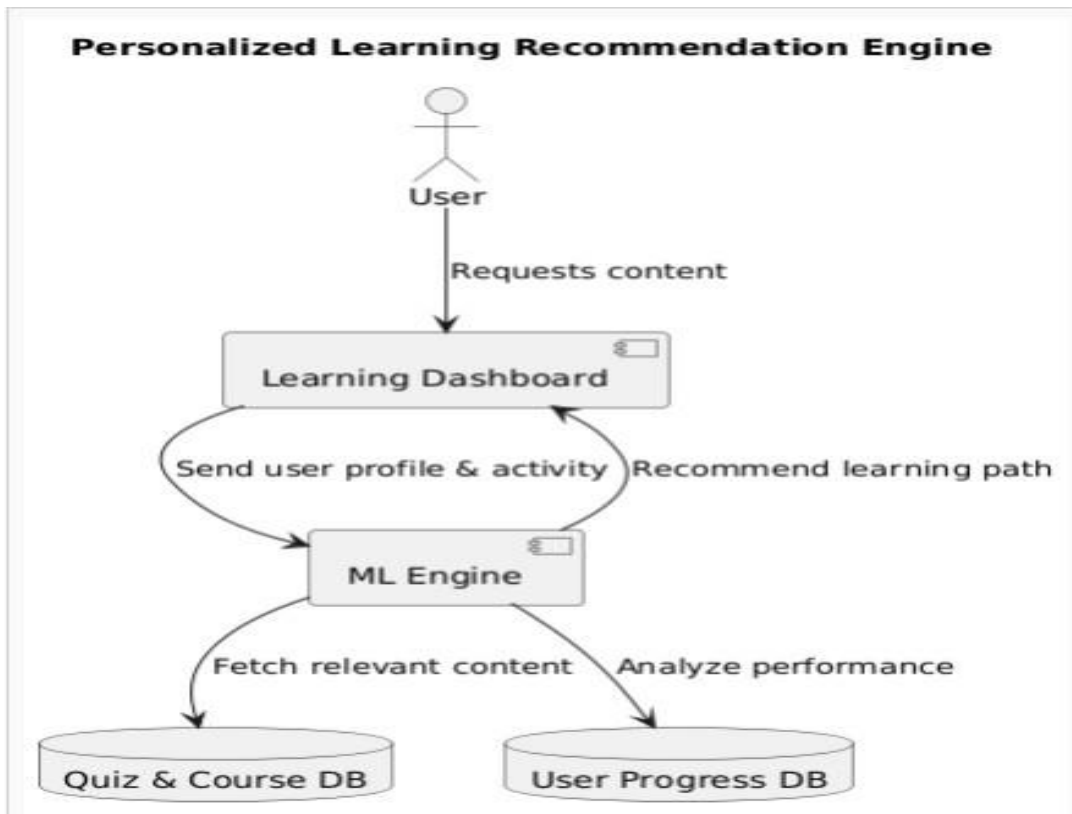 Personalized Learning Recommendation Engine
User
Requests content
Learning Dashboard
Send user profile & activity
Recommend learning path
ML Engine
Fetch relevant content
Analyze performance
Quiz & Course DB
User Progress DB